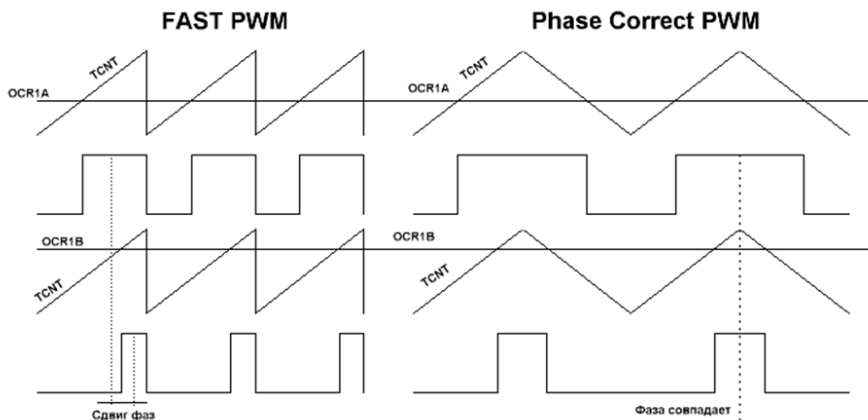 FAST PWM
Phase Correct PWM
TCNT
OCR1A
TCNT
OCR1A
OCR1B
TCNT
OCR1B
TCNT
Сдвиг фаз
Фаза совпадает